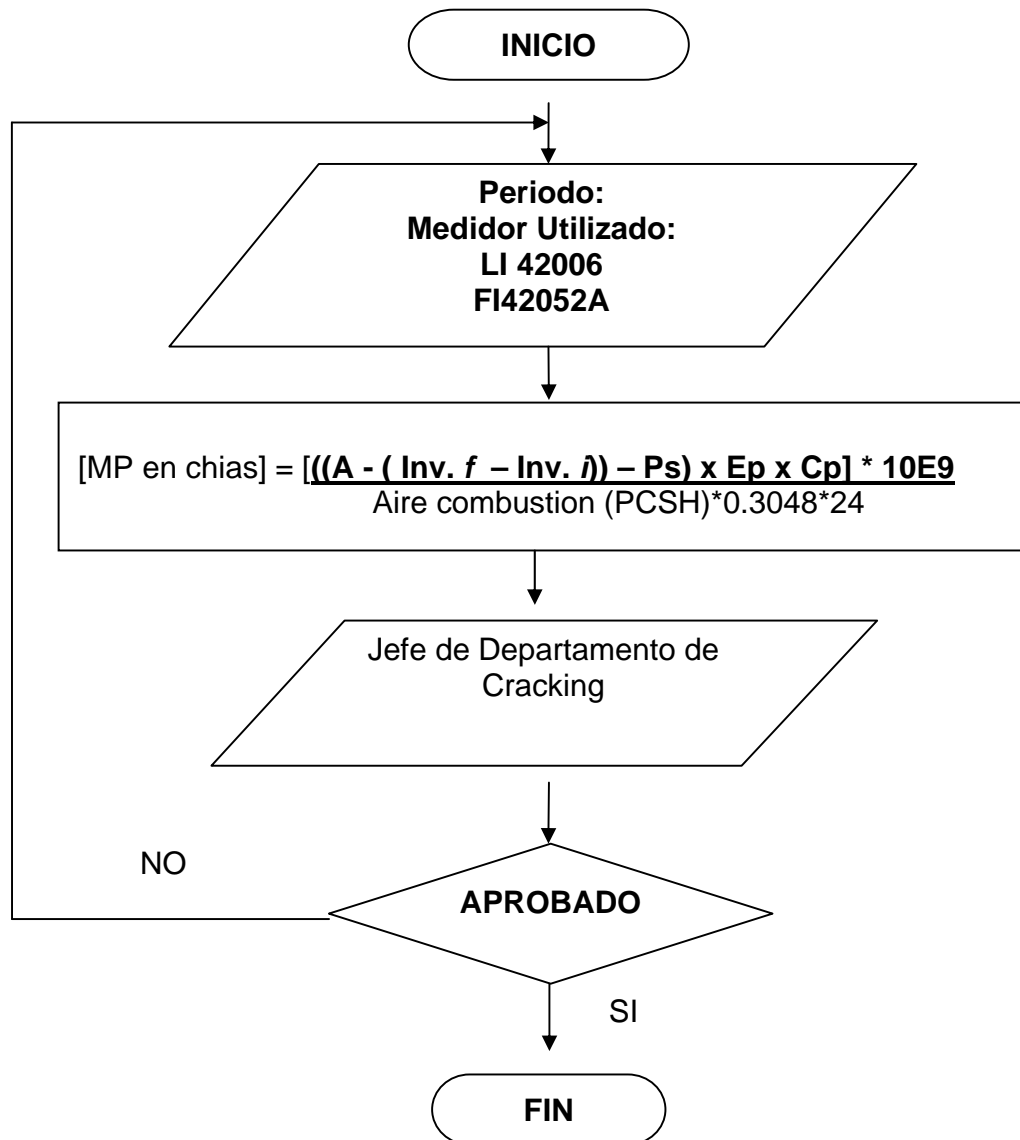 INICIO
Periodo:
Medidor Utilizado:
LI 42006
FI42052A
[MP en chias] = [((A - ( Inv. f – Inv. i)) – Ps) x Ep x Cp] * 10E9
Aire combustion (PCSH)*0.3048*24
Jefe de Departamento de
Cracking
NO
APROBADO
SI
FIN